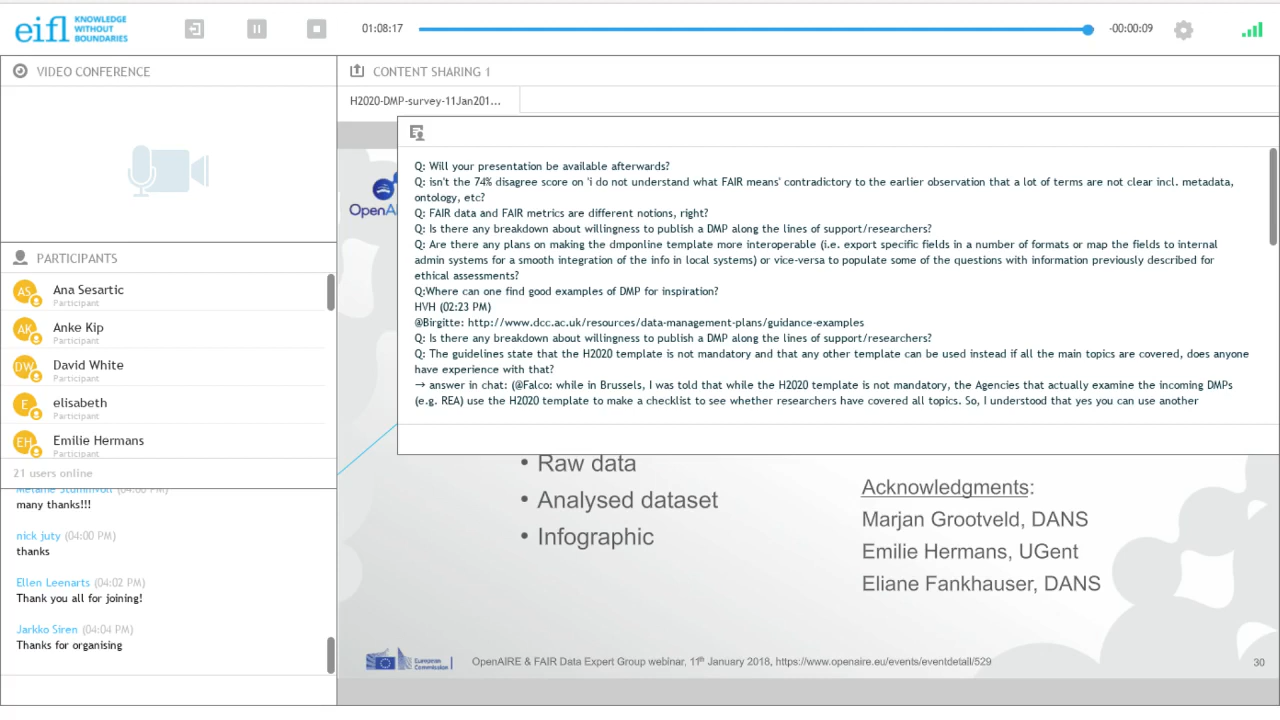 eifl KNOWLEDGE
WITHOUT
BOUNDARIES
01:08:17
-00:00:09
VIDEO CONFERENCE
PARTICIPANTS
AS Ana Sesartic
Participant
AK Anke Kip
Participant
DW David White
Participant
E elisabeth
Participant
EH Emilie Hermans
Participant
21 users online
Melanie Stummvoll (04:00 PM)
many thanks!!!
nick juty (04:00 PM)
thanks
Ellen Leenarts (04:02 PM)
Thank you all for joining!
Jarkko Siren (04:04 PM)
Thanks for organising
CONTENT SHARING 1
H2020-DMP-survey-11Jan201...
OpenA
Q: Will your presentation be available afterwards?
Q: isn't the 74% disagree score on 'i do not understand what FAIR means' contradictory to the earlier observation that a lot of terms are not clear incl. metadata,
ontology, etc?
Q: FAIR data and FAIR metrics are different notions, right?
Q: Is there any breakdown about willingness to publish a DMP along the lines of support/researchers?
Q: Are there any plans on making the dmponline template more interoperable (i.e. export specific fields in a number of formats or map the fields to internal
admin systems for a smooth integration of the info in local systems) or vice-versa to populate some of the questions with information previously described for
ethical assessments?
Q:Where can one find good examples of DMP for inspiration?
HVH (02:23 PM)
@Birgitte: http://www.dcc.ac.uk/resources/data-management-plans/guidance-examples
Q: Is there any breakdown about willingness to publish a DMP along the lines of support/researchers?
Q: The guidelines state that the H2020 template is not mandatory and that any other template can be used instead if all the main topics are covered, does anyone
have experience with that?
→ answer in chat: (@Falco: while in Brussels, I was told that while the H2020 template is not mandatory, the Agencies that actually examine the incoming DMPs
(e.g. REA) use the H2020 template to make a checklist to see whether researchers have covered all topics. So, I understood that yes you can use another
• Raw data
• Analysed dataset
• Infographic
Acknowledgments:
Marjan Grootveld, DANS
Emilie Hermans, UGent
Eliane Fankhauser, DANS
European
Commission
OpenAIRE & FAIR Data Expert Group webinar, 11th January 2018, https://www.openaire.eu/events/eventdetail/529
30